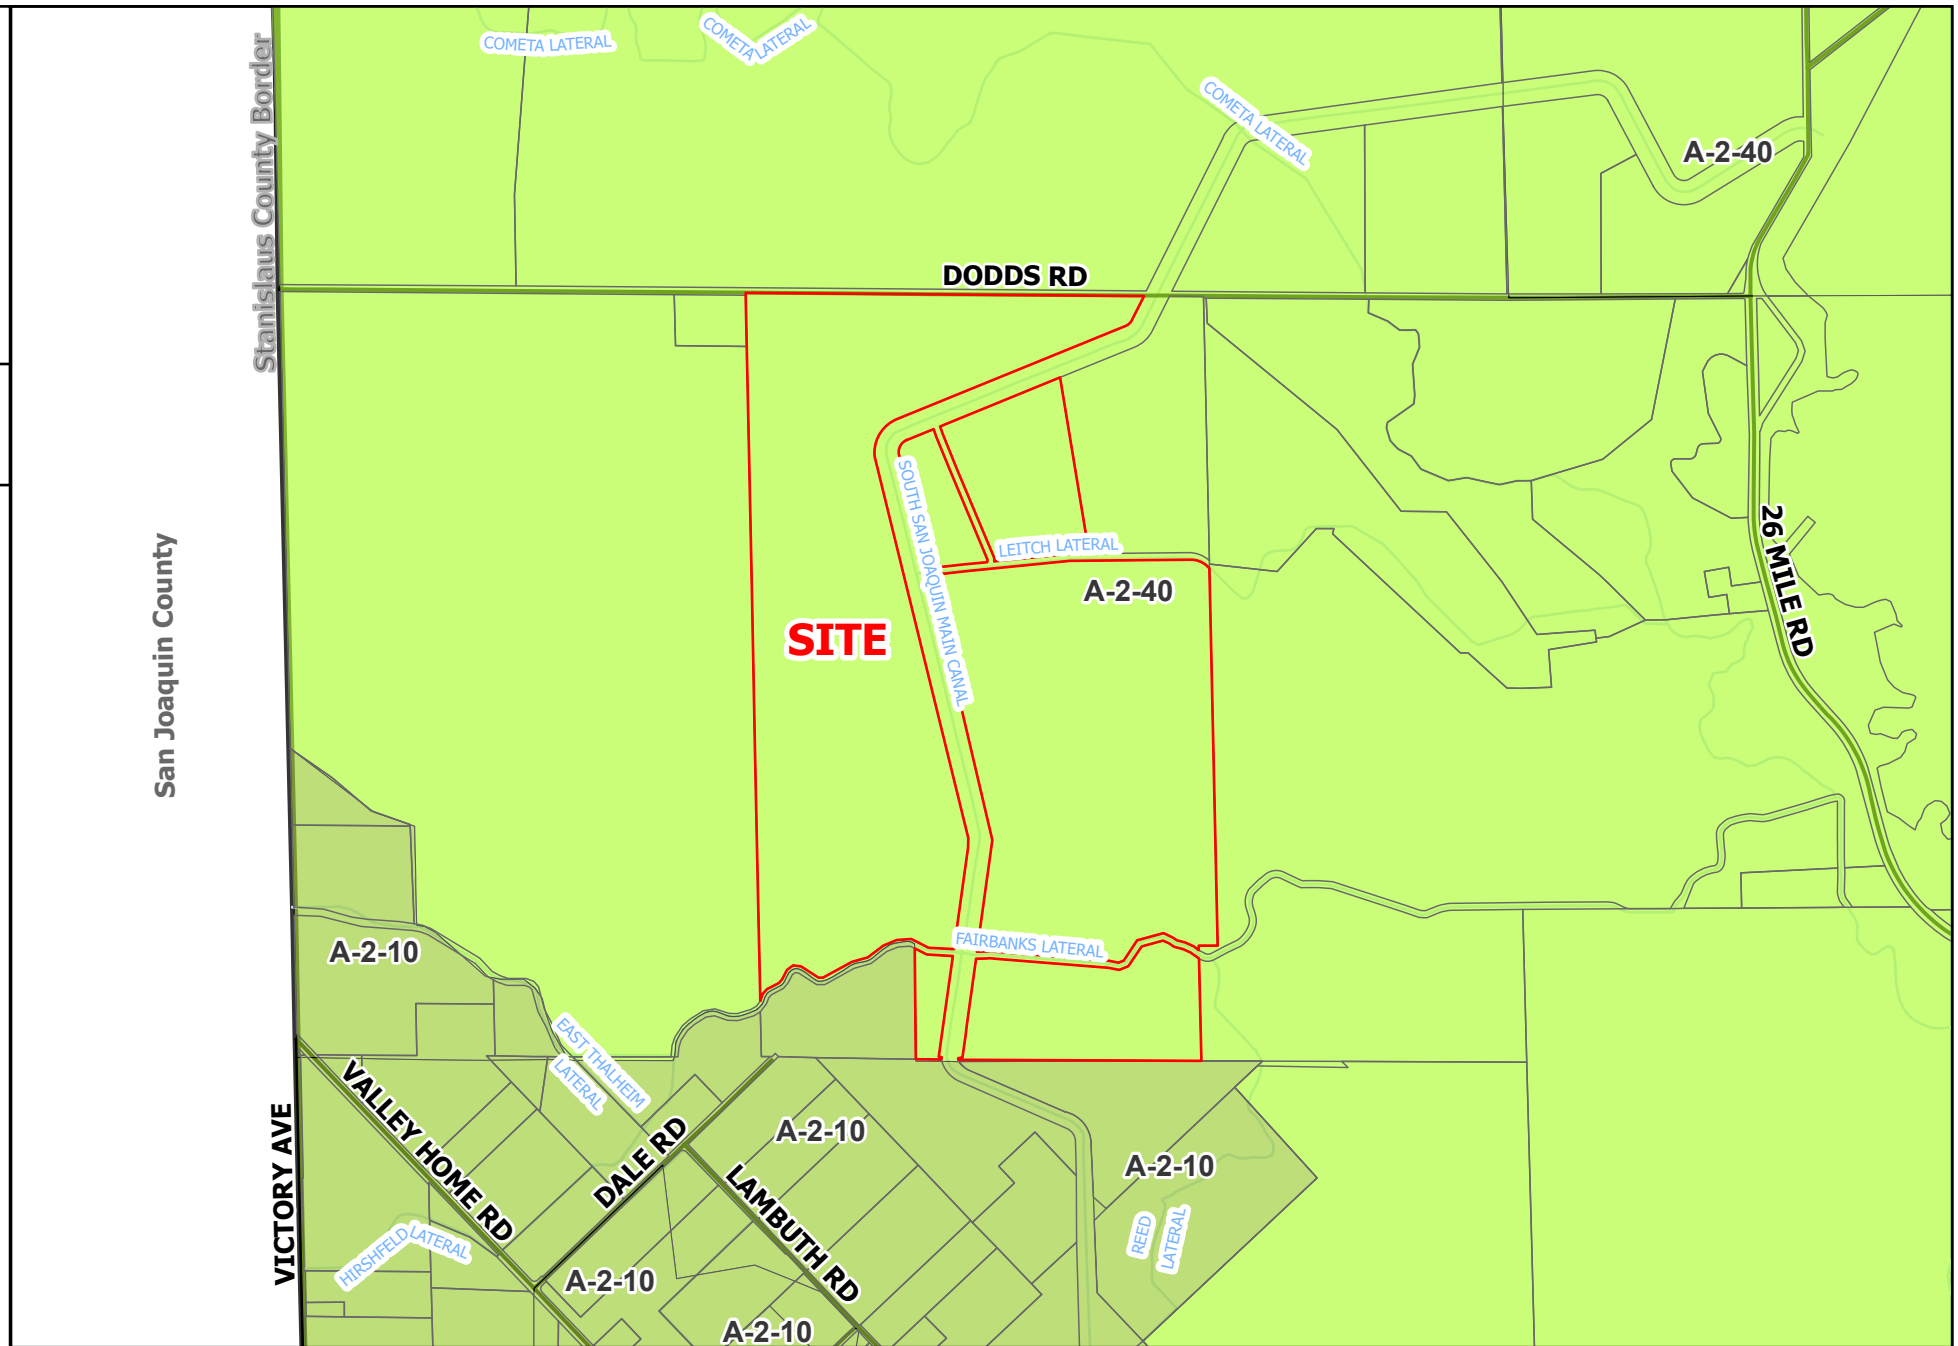 COMETA LATERAL
COMETA LATERAL
COMETA LATERAL
Stanislaus County Border
A-2-40
DODDS RD
San Joaquin County
SOUTH SAN JOAQUIN MAIN CANAL
LEITCH LATERAL
A-2-40
26 MILE RD
SITE
A-2-10
FAIRBANKS LATERAL
EAST THALHEIM
LATERAL
VALLEY HOME RD
VICTORY AVE
DALE RD
A-2-10
LAMBUTH RD
A-2-10
REED
LATERAL
HIRSHFELD LATERAL
A-2-10
A-2-10